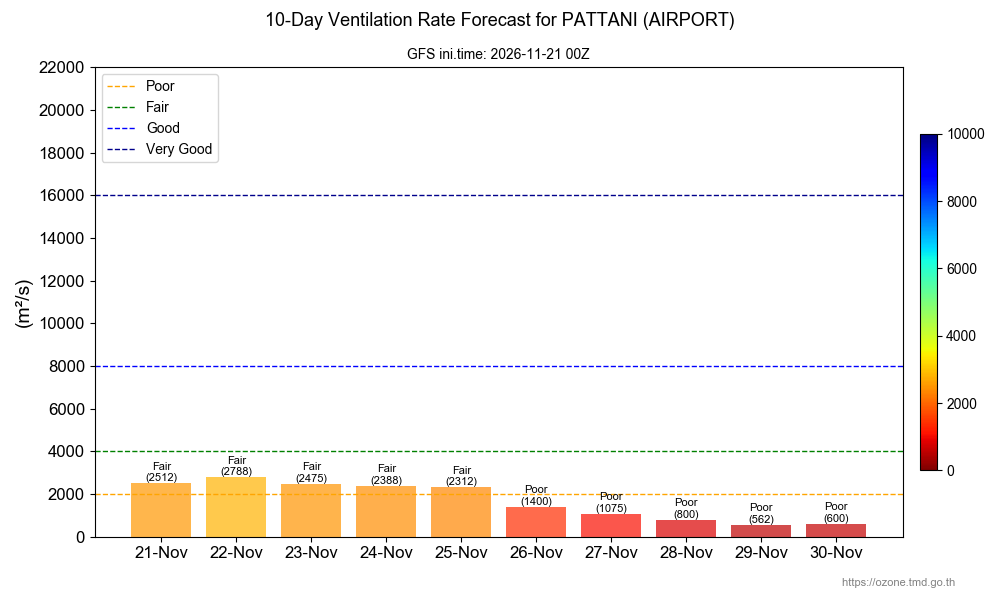 10-Day Ventilation Rate Forecast for PATTANI (AIRPORT)
GFS ini.time: 2026-11-21 00Z
(m²/s)
22000
20000
18000
16000
14000
12000
10000
8000
6000
4000
2000
0
Poor
Fair
Good
Very Good
Fair
(2512)
Fair
(2788)
Fair
(2475)
Fair
(2388)
Fair
(2312)
Poor
(1400)
Poor
(1075)
Poor
(800)
Poor
(562)
Poor
(600)
21-Nov
22-Nov
23-Nov
24-Nov
25-Nov
26-Nov
27-Nov
28-Nov
29-Nov
30-Nov
10000
8000
6000
4000
2000
0
https://ozone.tmd.go.th